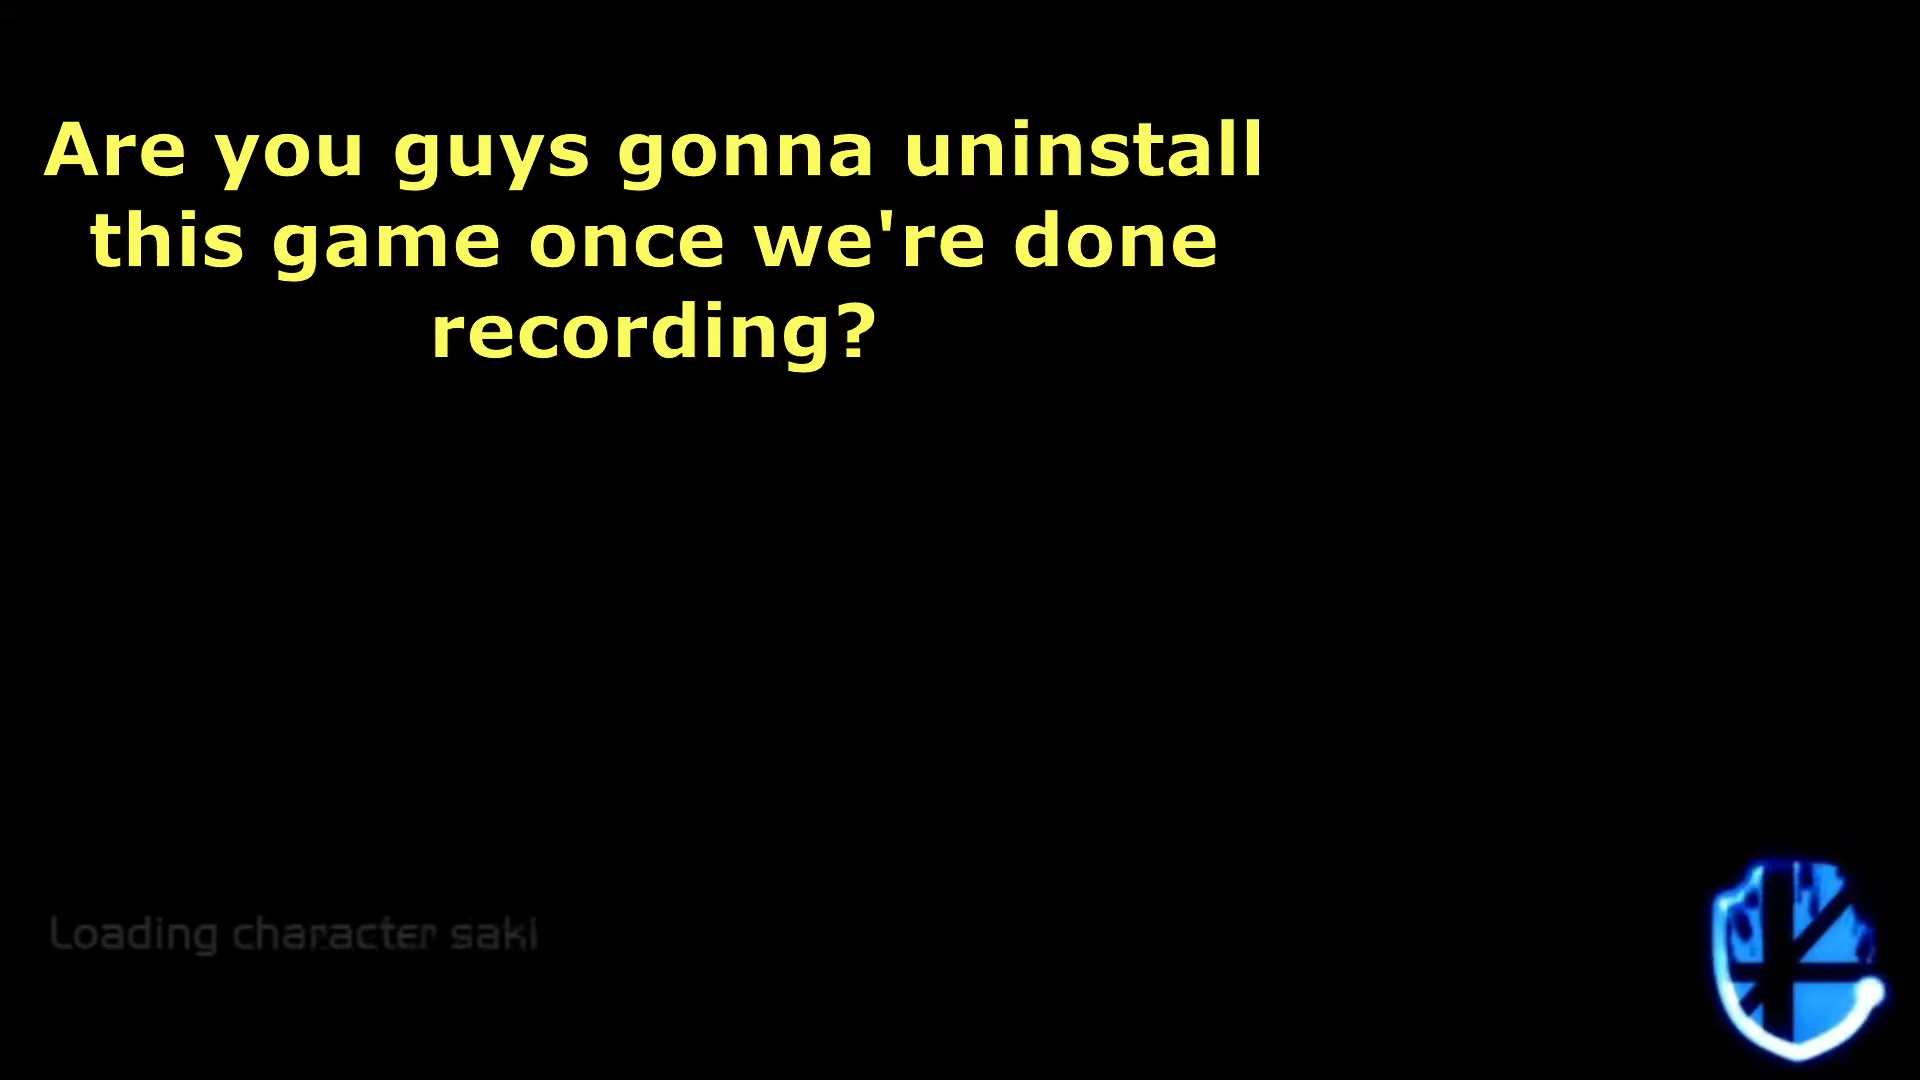 Are you guys gonna uninstall
this game once we're done
recording?
Loading character saki